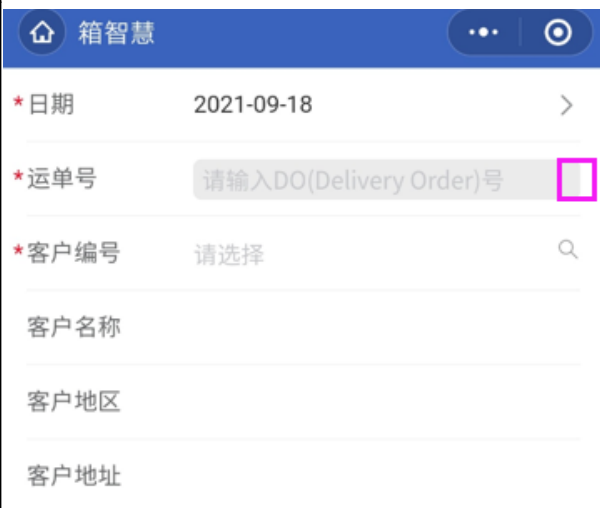 箱智慧
*日期 2021-09-18
*运单号 请输入DO(Delivery Order)号
*客户编号 请选择
客户名称
客户地区
客户地址